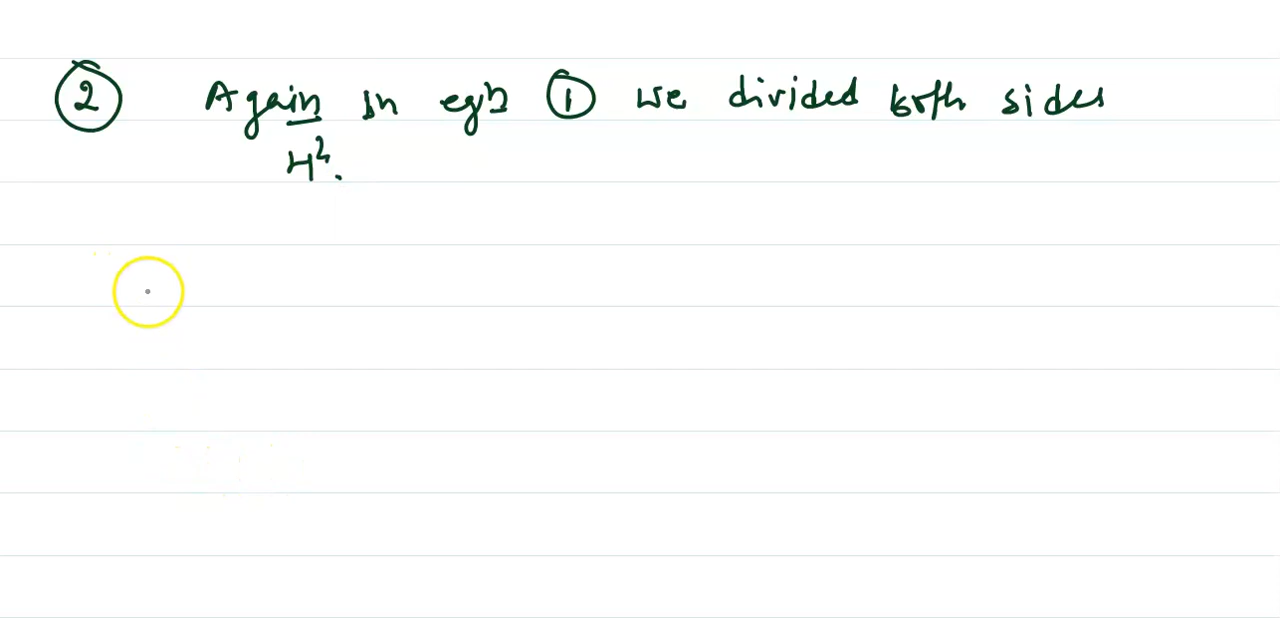 ② Again in eqn ① we divided both sides
H².